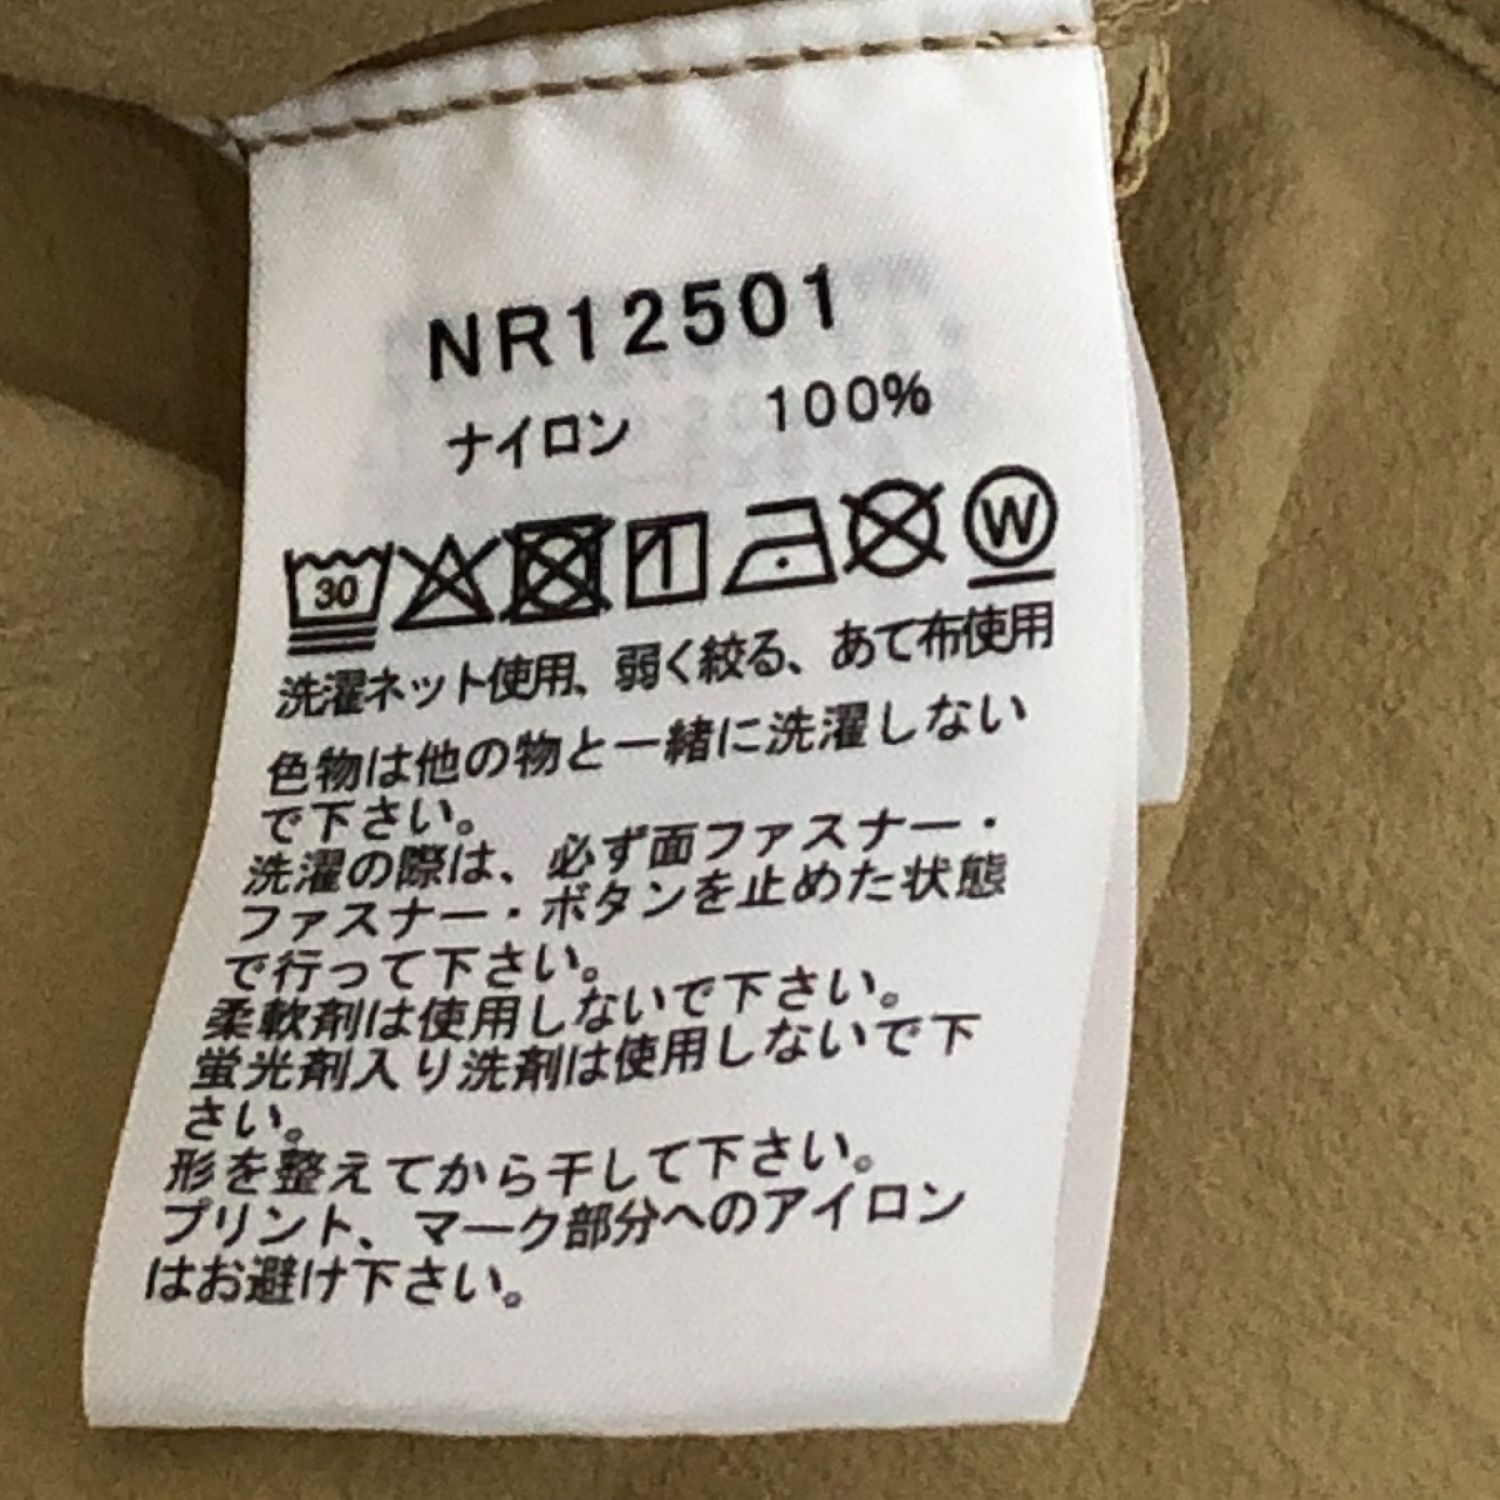 NR12501
ナイロン 100%
30 W
洗濯ネット使用、弱く絞る、あて布使用
色物は他の物と一緒に洗濯しない
で下さい。
洗濯の際は、必ず面ファスナー・
ファスナー・ボタンを止めた状態
で行って下さい。
柔軟剤は使用しないで下さい。
蛍光剤入り洗剤は使用しないで下
さい。
形を整えてから干して下さい。
プリント、マーク部分へのアイロン
はお避け下さい。